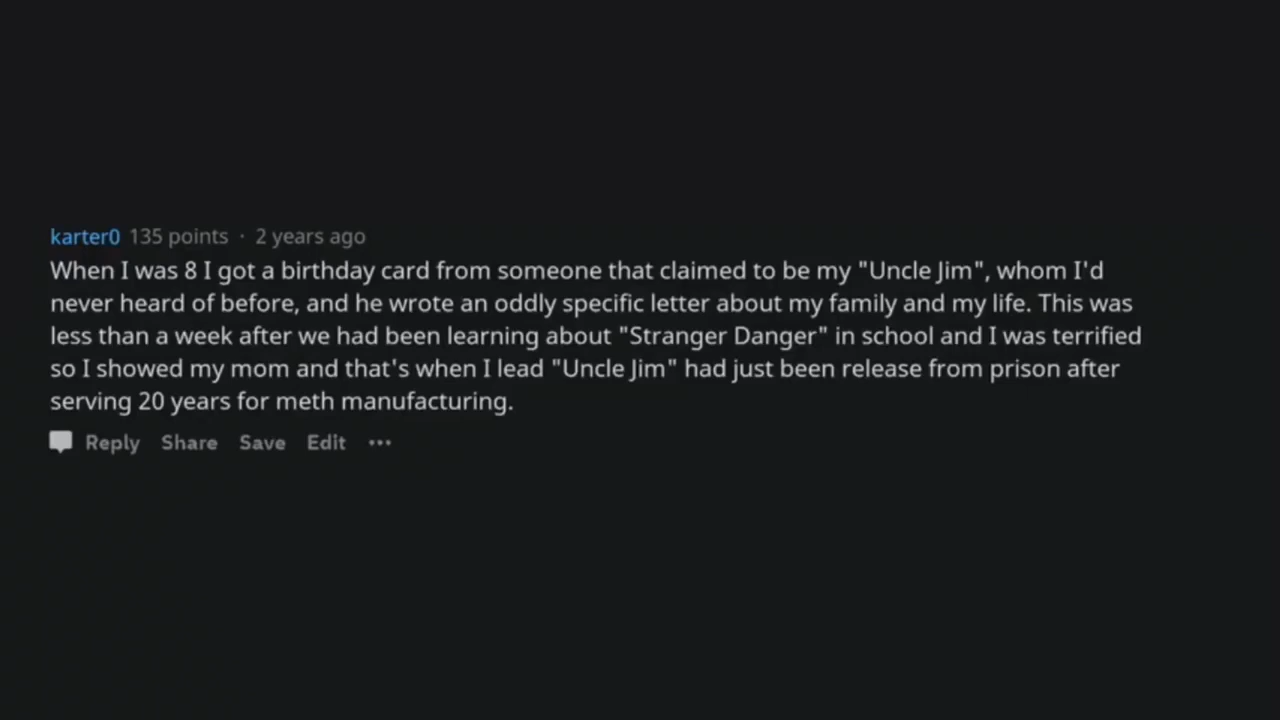 karter0 135 points · 2 years ago
When I was 8 I got a birthday card from someone that claimed to be my "Uncle Jim", whom I'd
never heard of before, and he wrote an oddly specific letter about my family and my life. This was
less than a week after we had been learning about "Stranger Danger" in school and I was terrified
so I showed my mom and that's when I lead "Uncle Jim" had just been release from prison after
serving 20 years for meth manufacturing.
Reply Share Save Edit •••